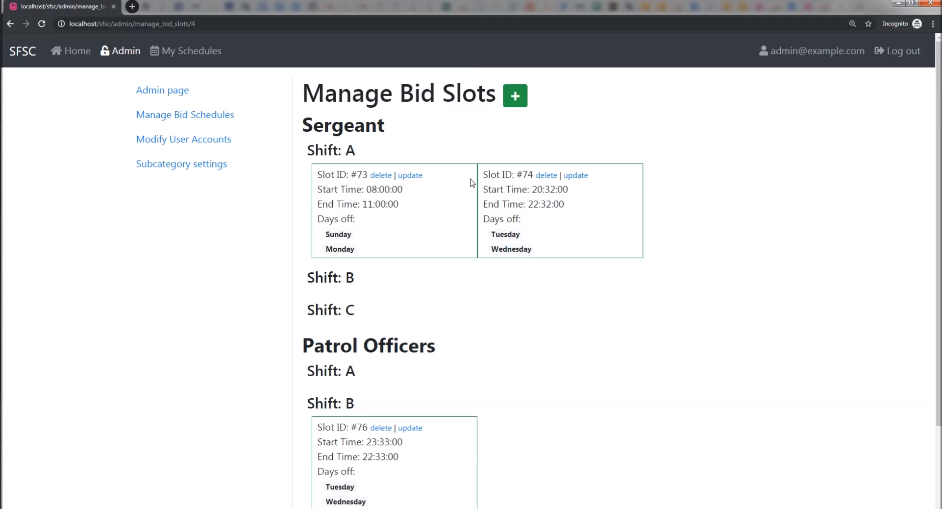 localhost/sfsc/admin/manage_b
localhost/sfsc/admin/manage_bid_slots/4
Incognito
SFSC Home Admin My Schedules admin@example.com Log out
Admin page
Manage Bid Schedules
Modify User Accounts
Subcategory settings
Manage Bid Slots +
Sergeant
Shift: A
Slot ID: #73 delete | update
Start Time: 08:00:00
End Time: 11:00:00
Days off:
Sunday
Monday
Slot ID: #74 delete | update
Start Time: 20:32:00
End Time: 22:32:00
Days off:
Tuesday
Wednesday
Shift: B
Shift: C
Patrol Officers
Shift: A
Shift: B
Slot ID: #76 delete | update
Start Time: 23:33:00
End Time: 22:33:00
Days off:
Tuesday
Wednesday